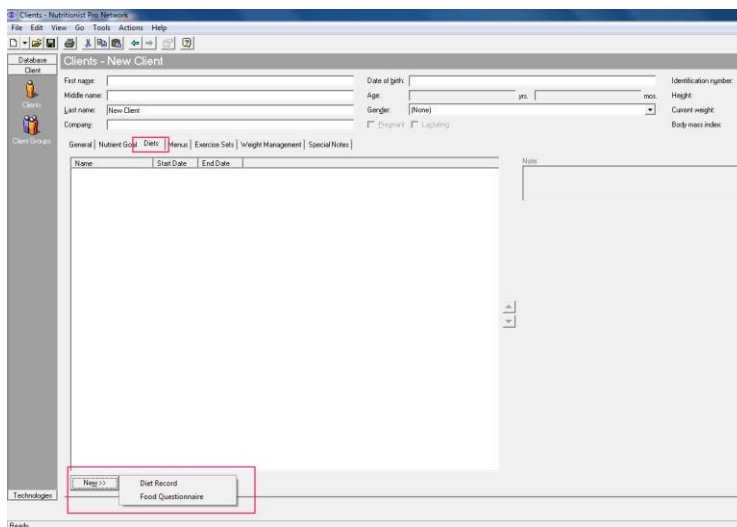 Clients - Nutritionist Pro Network
File Edit View Go Tools Actions Help
Database
Client
Clients
Client Groups
Technologies
Clients - New Client
First name:
Middle name:
Last name: New Client
Company:
Date of birth:
Age: yrs. mos.
Gender: (None)
Pregnant Lactating
Identification number:
Height:
Current weight:
Body mass index:
General Nutrient Goal Diets Menus Exercise Sets Weight Management Special Notes
Name Start Date End Date
Note:
New >> Diet Record
Food Questionnaire
Ready